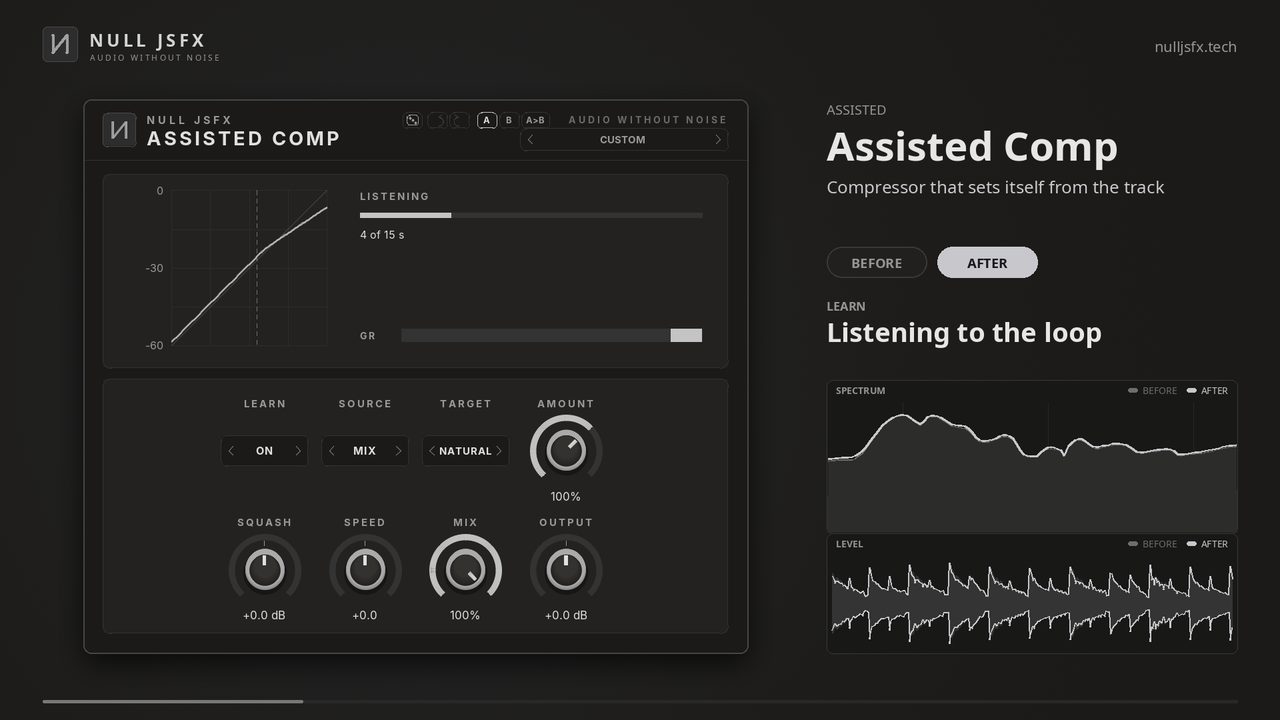 NULL JSFX
AUDIO WITHOUT NOISE
nulljsfx.tech
NULL JSFX
ASSISTED COMP
A
B
A>B
AUDIO WITHOUT NOISE
CUSTOM
0
-30
-60
LISTENING
4 of 15 s
GR
LEARN
SOURCE
TARGET
AMOUNT
ON
MIX
NATURAL
100%
SQUASH
SPEED
MIX
OUTPUT
+0.0 dB
+0.0
100%
+0.0 dB
ASSISTED
Assisted Comp
Compressor that sets itself from the track
BEFORE
AFTER
LEARN
Listening to the loop
SPECTRUM
BEFORE
AFTER
LEVEL
BEFORE
AFTER